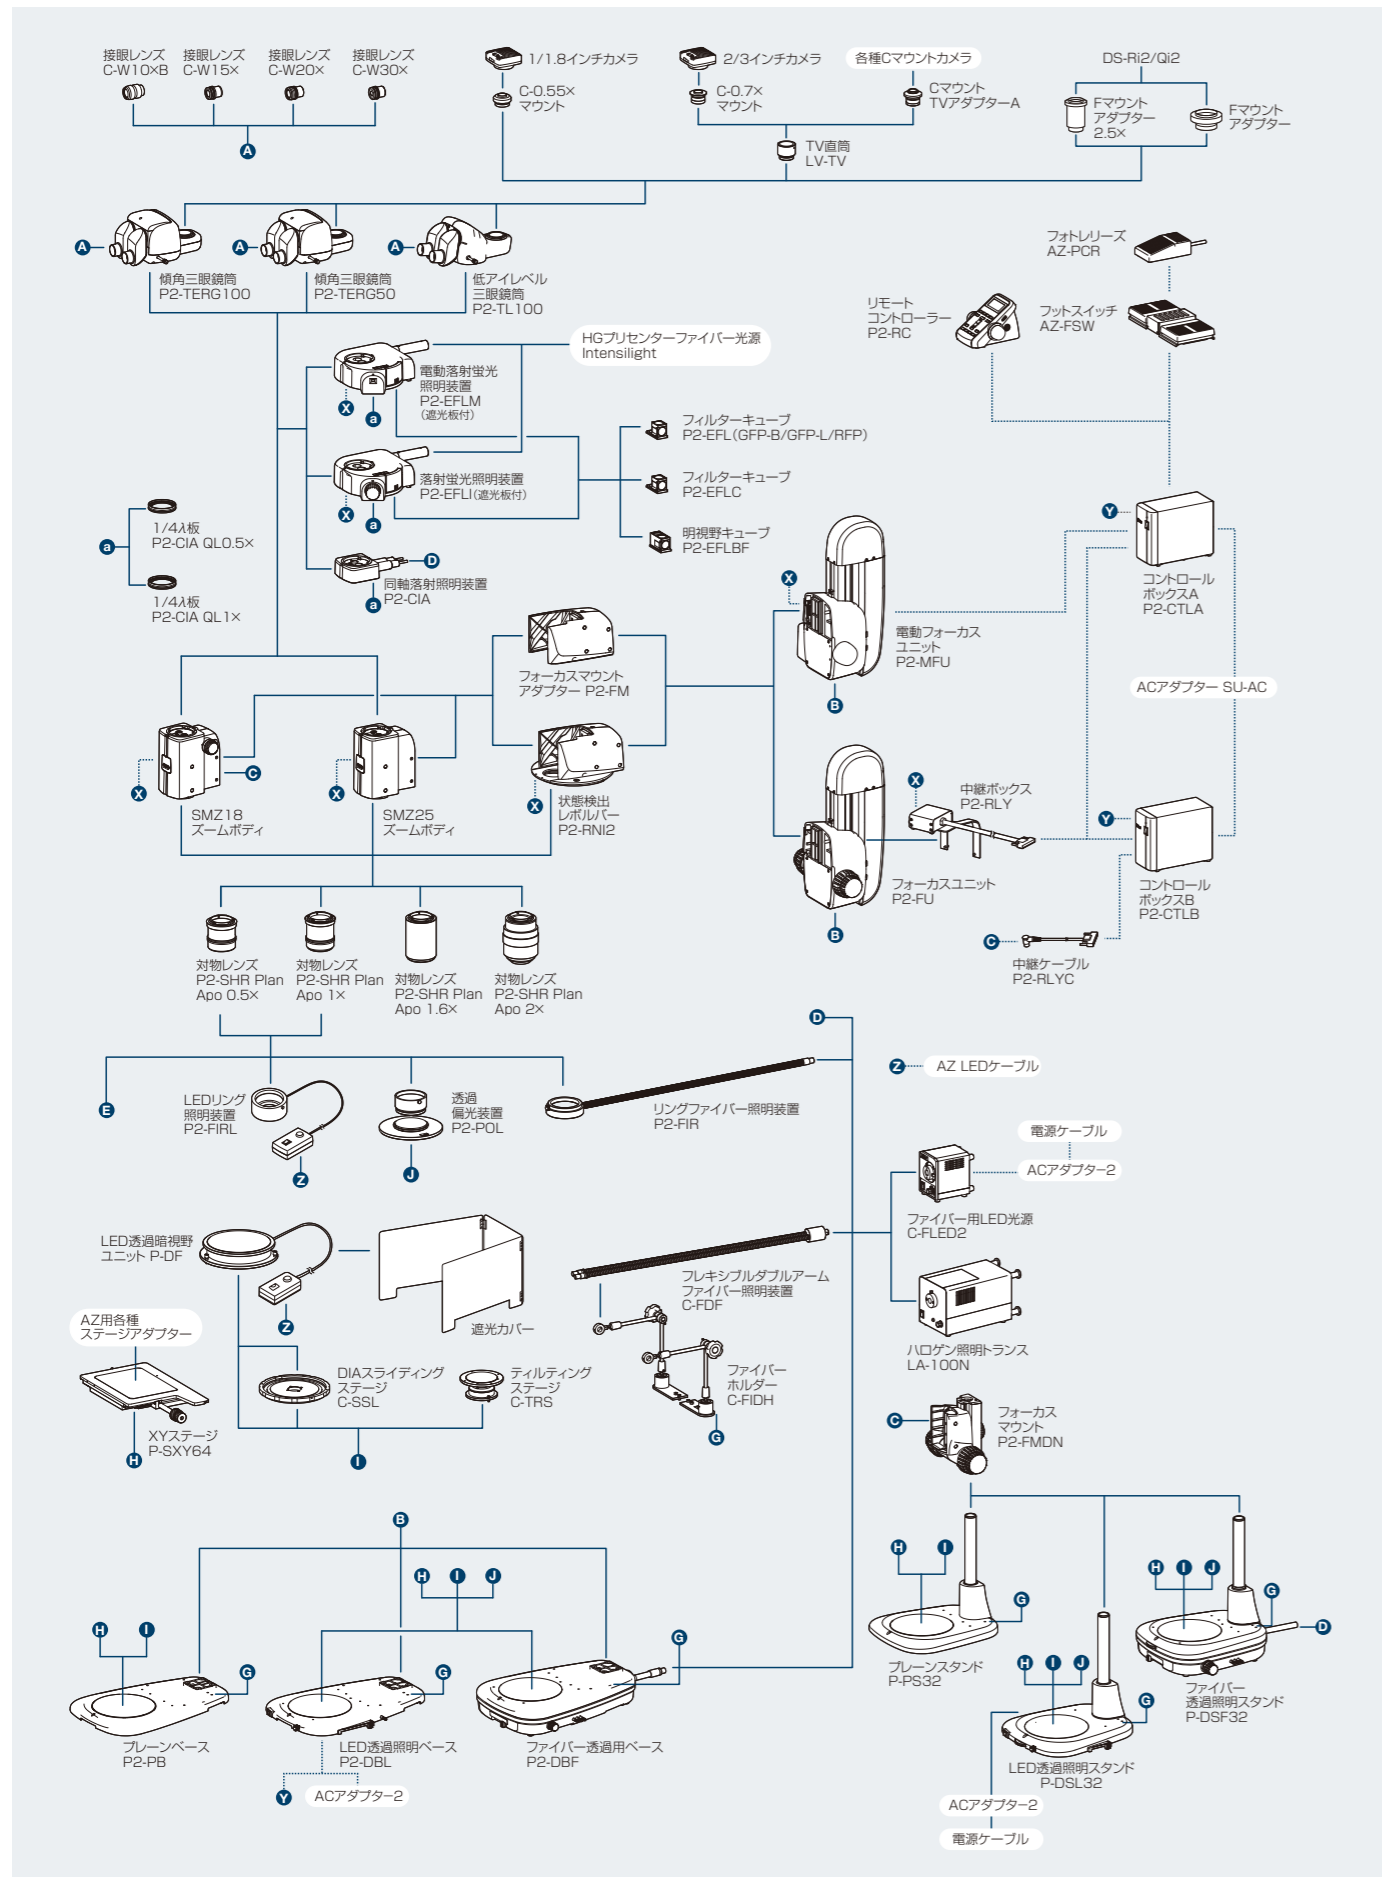 接眼レンズ
C-W10×B
接眼レンズ
C-W15×
接眼レンズ
C-W20×
接眼レンズ
C-W30×
A
1/1.8インチカメラ
C-0.55×
マウント
2/3インチカメラ
C-0.7×
マウント
各種Cマウントカメラ
Cマウント
TVアダプターA
TV直筒
LV-TV
DS-Ri2/Qi2
Fマウント
アダプター
2.5×
Fマウント
アダプター
A
傾角三眼鏡筒
P2-TERG100
A
傾角三眼鏡筒
P2-TERG50
A
低アイレベル
三眼鏡筒
P2-TL100
フォトレリーズ
AZ-PCR
リモート
コントローラー
P2-RC
フットスイッチ
AZ-FSW
HGプリセンターファイバー光源
Intensilight
電動落射蛍光
照明装置
P2-EFLM
(遮光板付)
X
a
落射蛍光照明装置
P2-EFLI(遮光板付)
X
a
D
同軸落射照明装置
P2-CIA
a
フィルターキューブ
P2-EFL(GFP-B/GFP-L/RFP)
フィルターキューブ
P2-EFLC
明視野キューブ
P2-EFLBF
a
1/4λ板
P2-CIA QL0.5×
1/4λ板
P2-CIA QL1×
X
電動フォーカス
ユニット
P2-MFU
B
Y
コントロール
ボックスA
P2-CTLA
ACアダプター SU-AC
フォーカスマウント
アダプター P2-FM
X
状態検出
レボルバー
P2-RNI2
X
C
SMZ18
ズームボディ
X
SMZ25
ズームボディ
X
中継ボックス
P2-RLY
フォーカスユニット
P2-FU
B
Y
コントロール
ボックスB
P2-CTLB
C
中継ケーブル
P2-RLYC
対物レンズ
P2-SHR Plan
Apo 0.5×
対物レンズ
P2-SHR Plan
Apo 1×
対物レンズ
P2-SHR Plan
Apo 1.6×
対物レンズ
P2-SHR Plan
Apo 2×
D
E
LEDリング
照明装置
P2-FIRL
Z
透過
偏光装置
P2-POL
J
リングファイバー照明装置
P2-FIR
Z
AZ LEDケーブル
電源ケーブル
ACアダプター2
ファイバー用LED光源
C-FLED2
LED透過暗視野
ユニット P-DF
Z
遮光カバー
フレキシブルダブルアーム
ファイバー照明装置
C-FDF
ハロゲン照明トランス
LA-100N
AZ用各種
ステージアダプター
XYステージ
P-SXY64
H
DIAスライディング
ステージ
C-SSL
ティルティング
ステージ
C-TRS
I
ファイバー
ホルダー
C-FIDH
G
C
フォーカス
マウント
P2-FMDN
B
H
I
G
プレーンベース
P2-PB
H
I
J
G
LED透過照明ベース
P2-DBL
Y
ACアダプター2
G
ファイバー透過用ベース
P2-DBF
H
I
G
プレーンスタンド
P-PS32
H
I
J
G
LED透過照明スタンド
P-DSL32
ACアダプター2
電源ケーブル
H
I
J
G
D
ファイバー
透過照明スタンド
P-DSF32